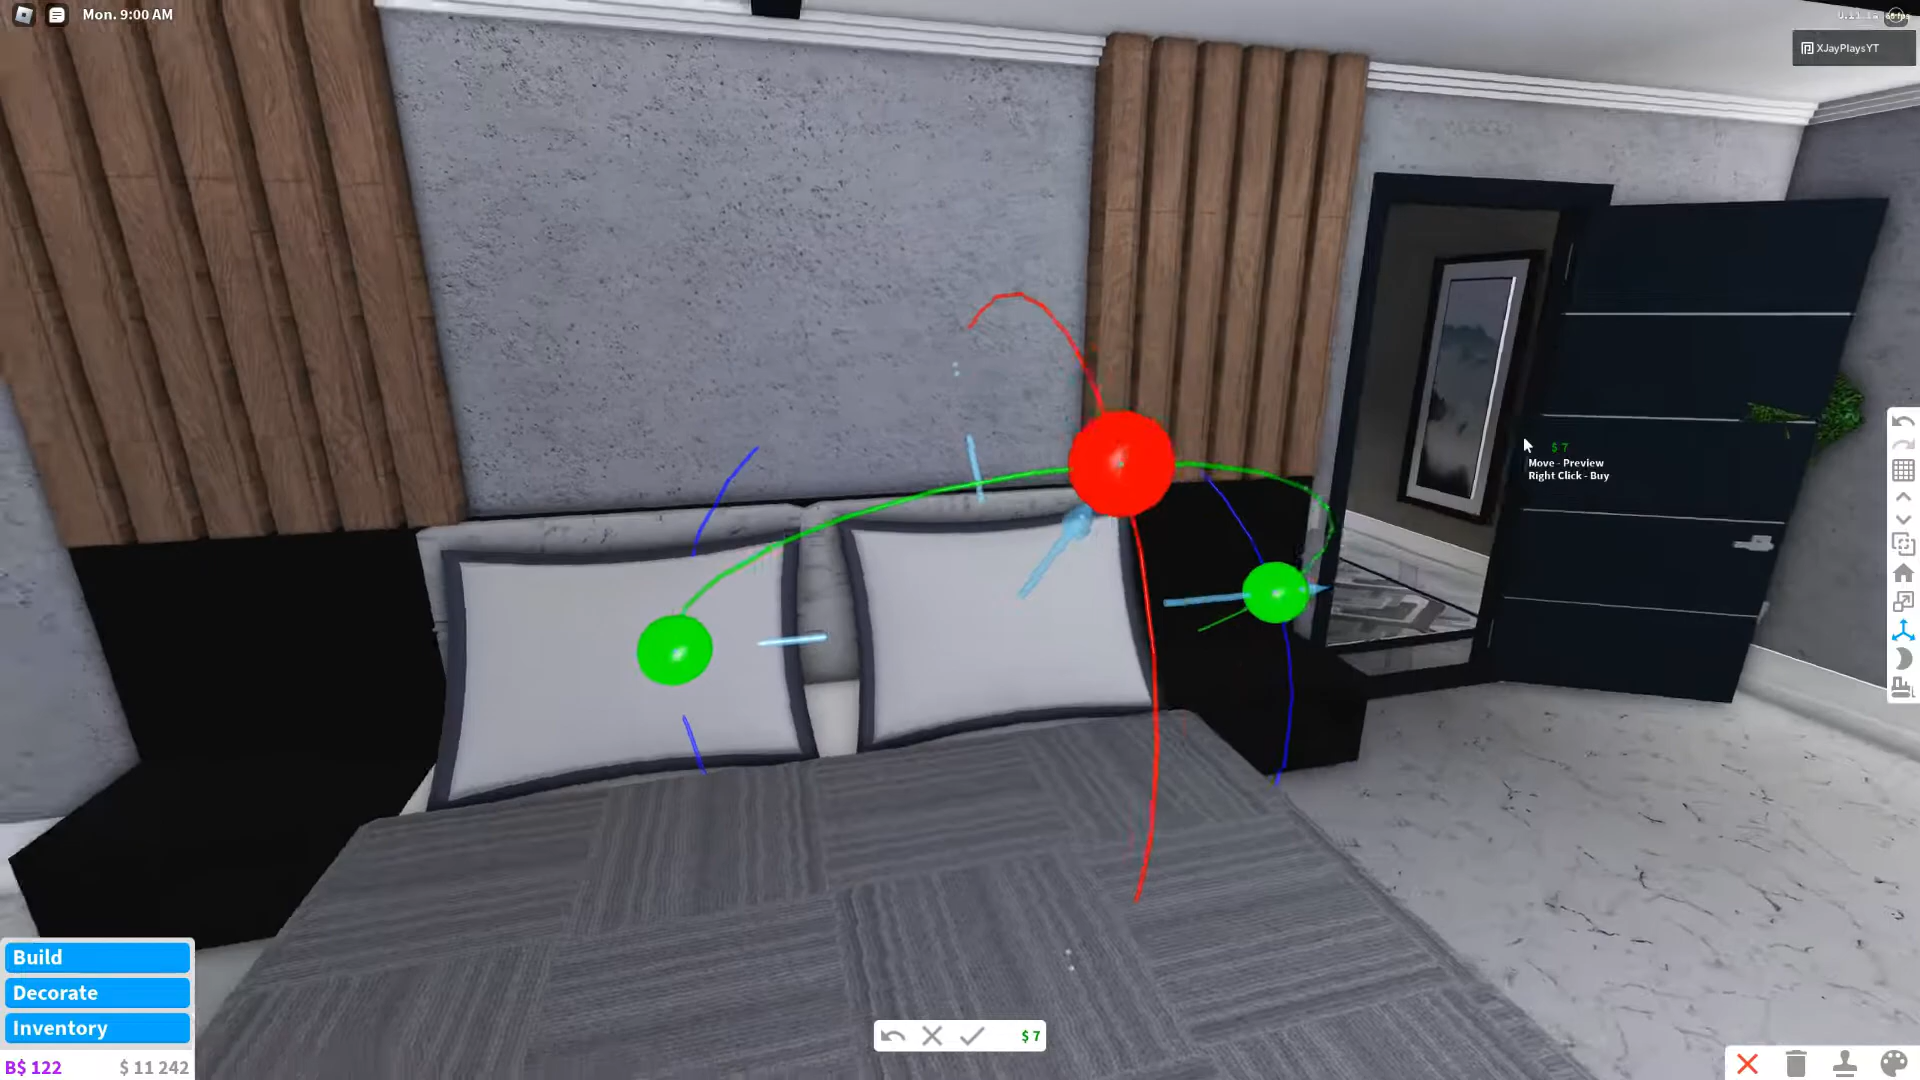 Mon. 9:00 AM
XJayPlaysYT
$ 7
Move - Preview
Right Click - Buy
Build
Decorate
Inventory
B$ 122
$ 11 242
$ 7